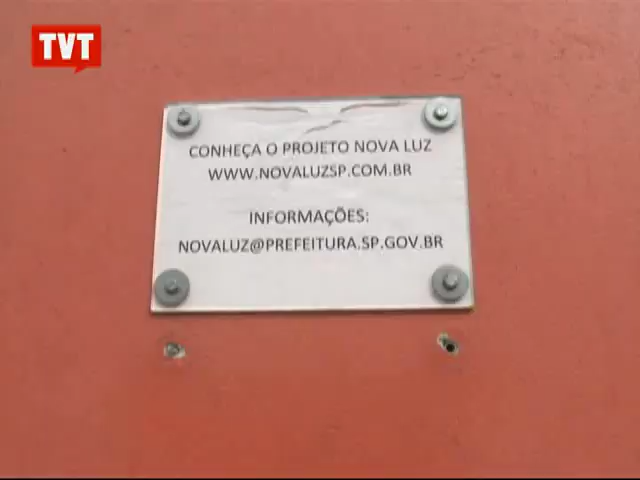 TVT
CONHEÇA O PROJETO NOVA LUZ
WWW.NOVALUZSP.COM.BR
INFORMAÇÕES:
NOVALUZ@PREFEITURA.SP.GOV.BR